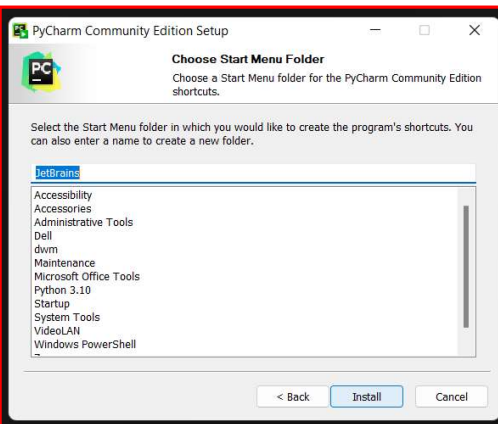 PyCharm Community Edition Setup
PC
Choose Start Menu Folder
Choose a Start Menu folder for the PyCharm Community Edition
shortcuts.
Select the Start Menu folder in which you would like to create the program's shortcuts. You
can also enter a name to create a new folder.
JetBrains
Accessibility
Accessories
Administrative Tools
Dell
dwm
Maintenance
Microsoft Office Tools
Python 3.10
Startup
System Tools
VideoLAN
Windows PowerShell
< Back Install Cancel